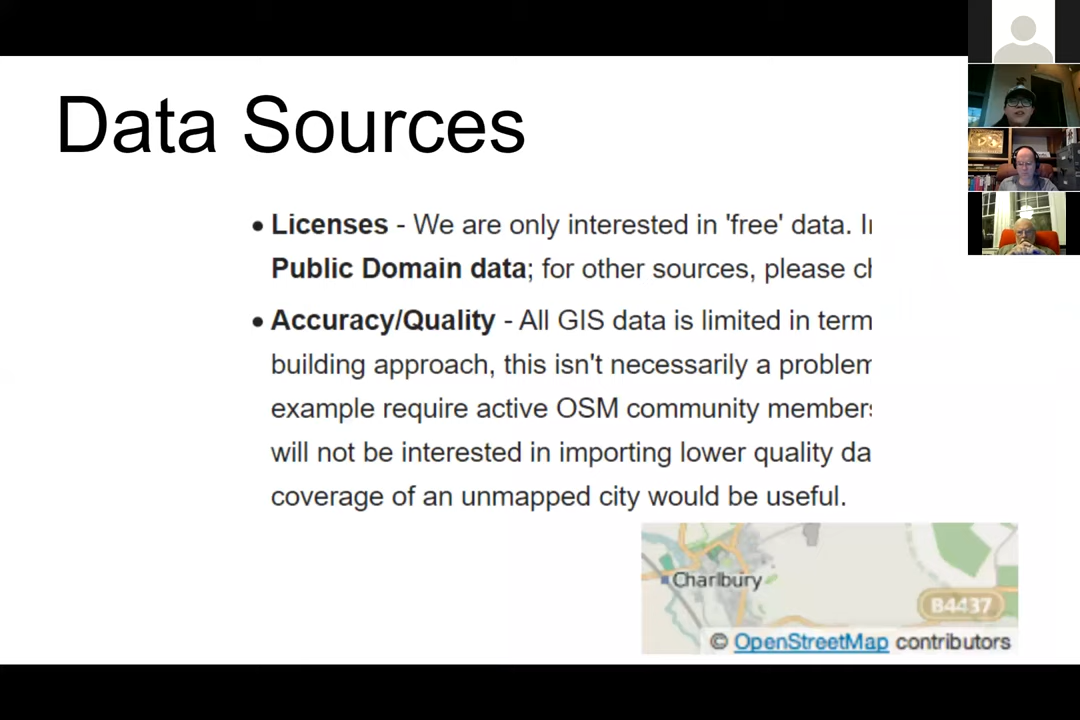 Data Sources
• Licenses - We are only interested in 'free' data.
Public Domain data; for other sources, please
• Accuracy/Quality - All GIS data is limited in term
building approach, this isn't necessarily a problem
example require active OSM community members
will not be interested in importing lower quality da
coverage of an unmapped city would be useful.
Charlbury
B4437
© OpenStreetMap contributors